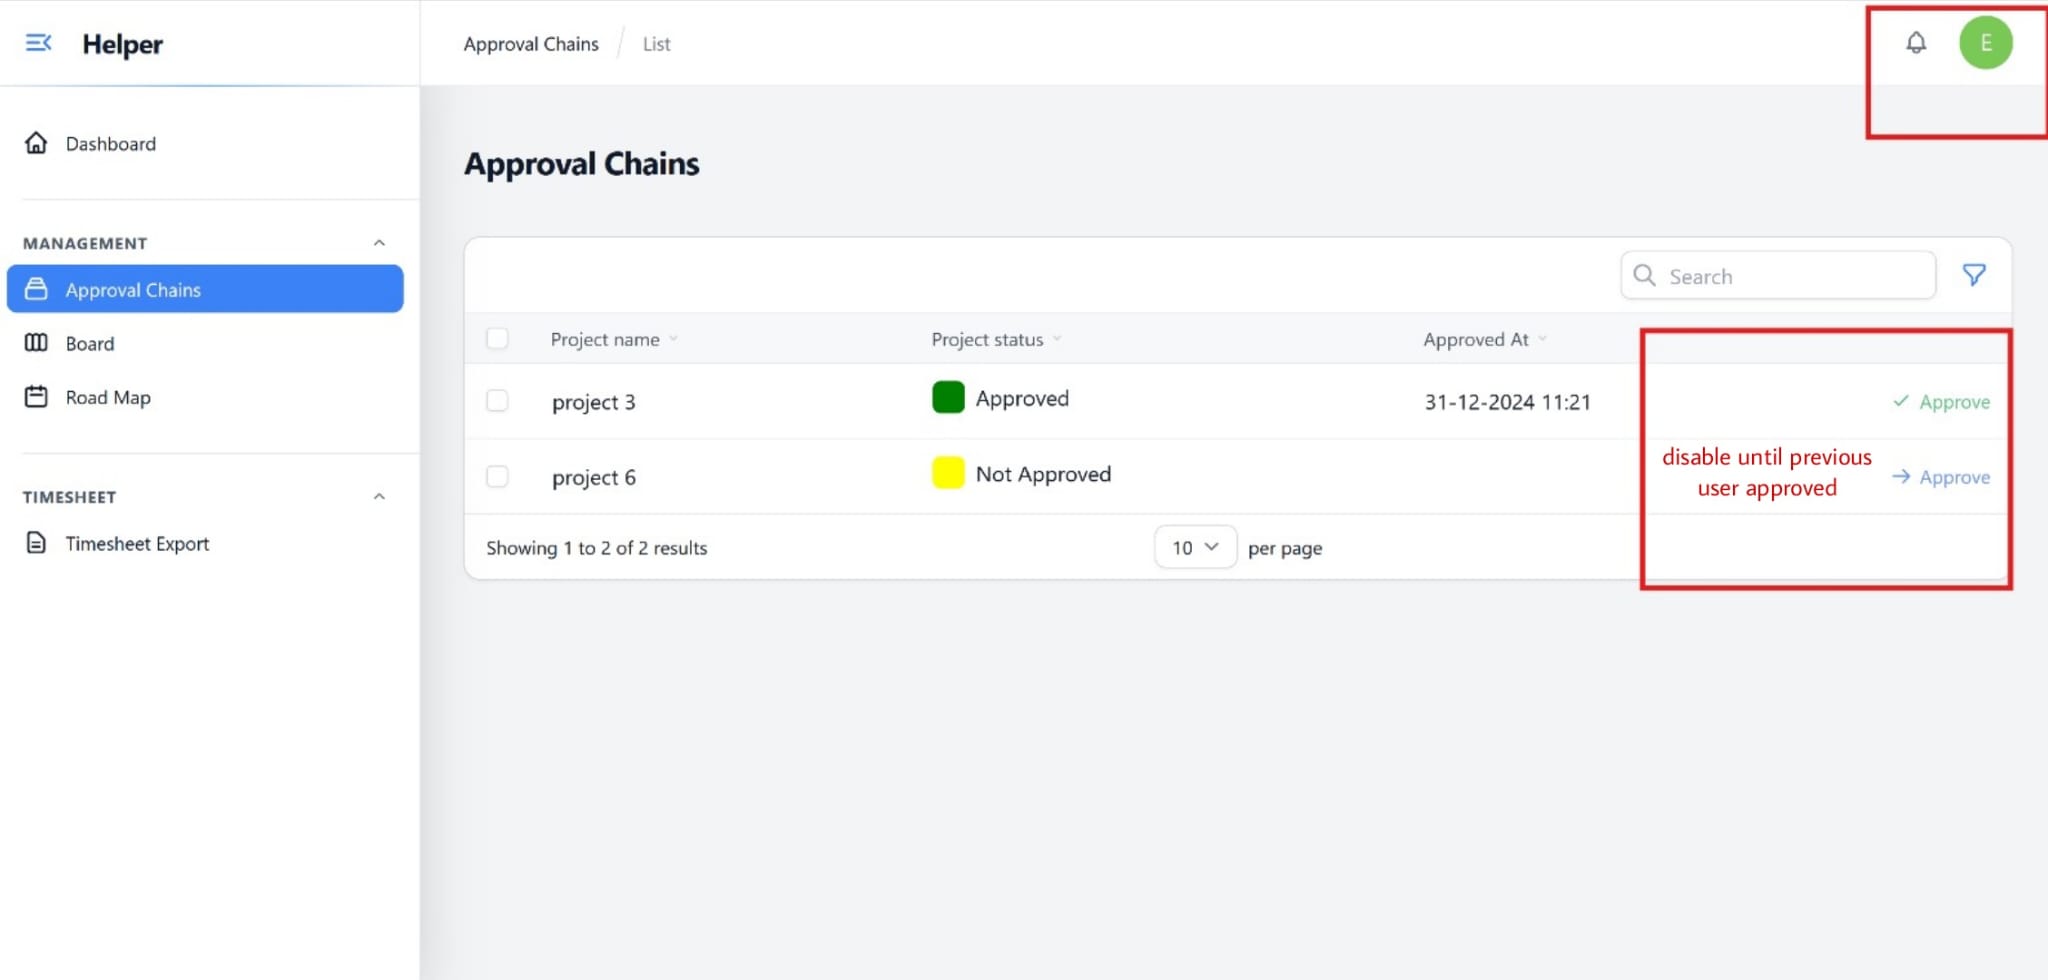 Helper
Approval Chains / List
E
Dashboard
Approval Chains
MANAGEMENT
Approval Chains
Search
Board
Project name Project status Approved At
Road Map
project 3 Approved 31-12-2024 11:21 Approve
disable until previous
user approved
project 6 Not Approved Approve
TIMESHEET
Timesheet Export
Showing 1 to 2 of 2 results 10 per page